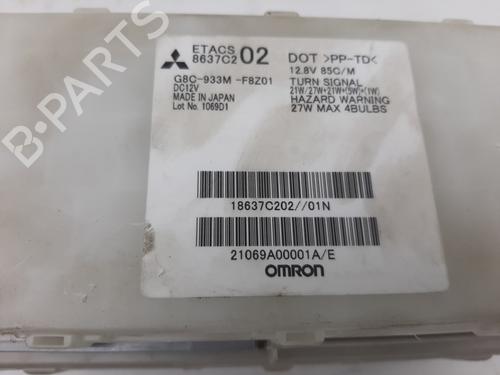 ETACS
8637C2 02
G8C-933M -F8Z01
DC12V
MADE IN JAPAN
Lot No. 1069D1
DOT >PP-TD<
12.8V 85C/M
TURN SIGNAL
21W/27W+21W+(5W)+(1W)
HAZARD WARNING
27W MAX 4BULBS
18637C202//01N
21069A00001A/E
OMRON
B-PARTS